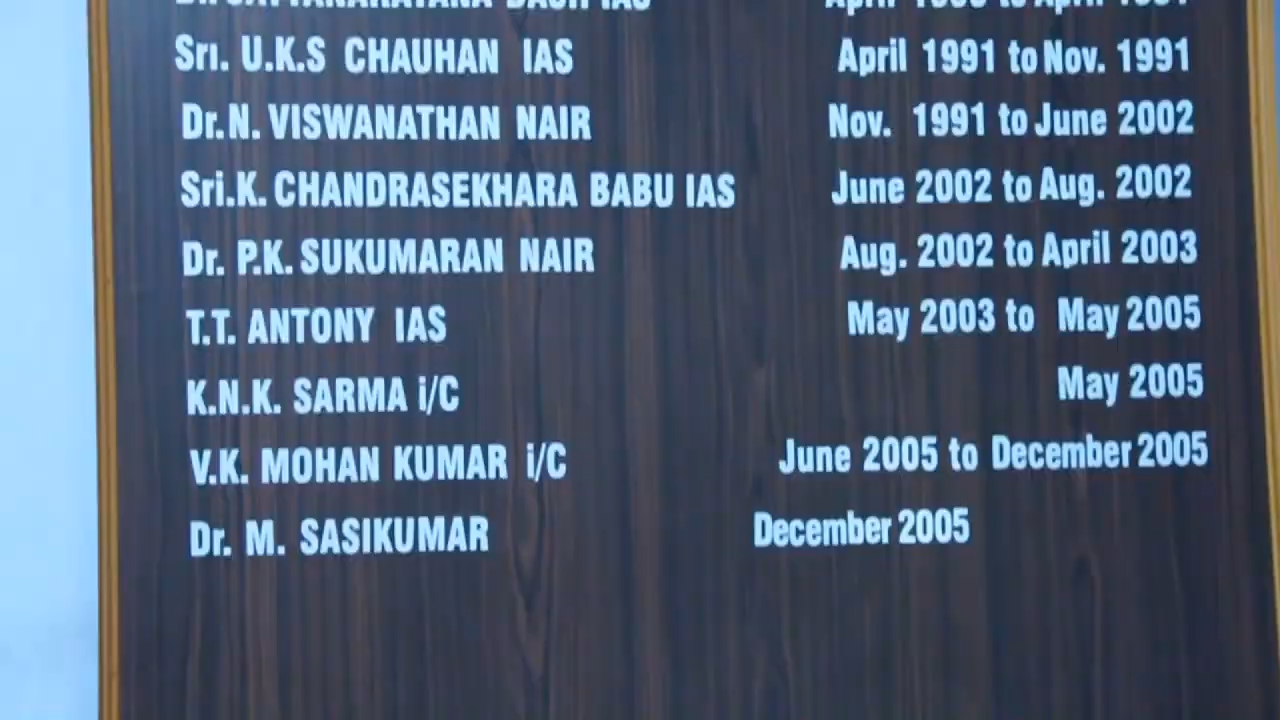 Sri. U.K.S CHAUHAN IAS April 1991 to Nov. 1991
Dr.N. VISWANATHAN NAIR Nov. 1991 to June 2002
Sri.K. CHANDRASEKHARA BABU IAS June 2002 to Aug. 2002
Dr. P.K. SUKUMARAN NAIR Aug. 2002 to April 2003
T.T. ANTONY IAS May 2003 to May 2005
K.N.K. SARMA i/C May 2005
V.K. MOHAN KUMAR i/C June 2005 to December 2005
Dr. M. SASIKUMAR December 2005